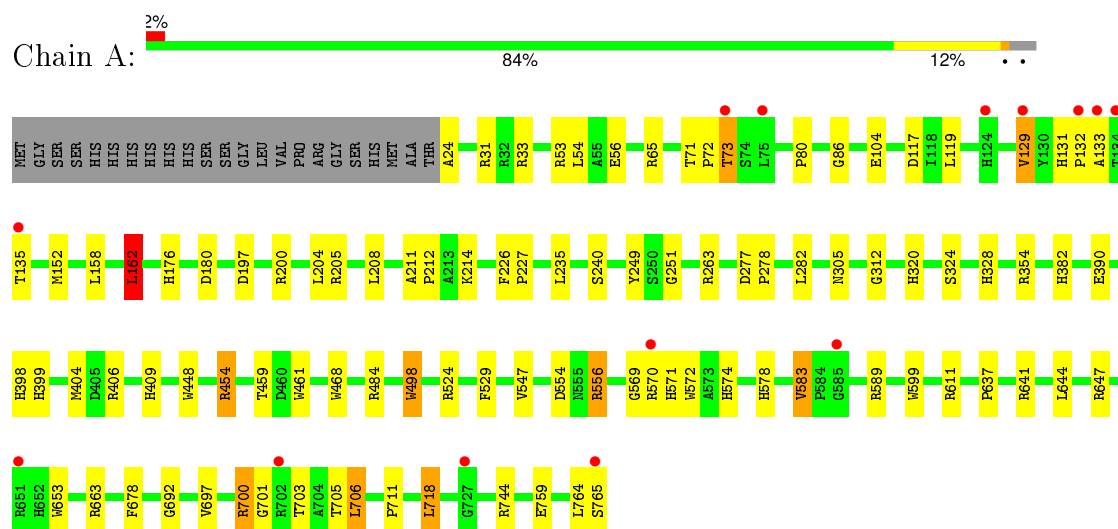 2%
Chain A:
84% 12% • •
MET GLY SER SER HIS HIS HIS HIS HIS HIS SER SER GLY LEU VAL PRO ARG GLY SER HIS MET ALA THR A24 R31 R32 R33 R53 L54 A55 E56 R65 T71 P72 T73 S74 L75 P80 G86 E104 D117 I118 L119 H124 V129 Y130 H131 P132 A133 T134
T135 M152 L158 L162 H176 D180 D197 R200 L204 R205 L208 A211 P212 A213 K214 F226 P227 L235 S240 Y249 S250 G251 R263 D277 P278 L282 N305 G312 H320 S324 H328 R354 H382 E390
H398 H399 M404 D405 R406 H409 W448 R454 T459 D460 W461 W468 R484 W498 R524 F529 V547 D554 N555 R556 G569 R570 H571 W572 A573 H574 H578 V583 P584 G585 R589 W599 R611 P637 R641 L644 R647
R651 H652 W653 R663 F678 G692 V697 R700 G701 R702 T703 A704 T705 L706 P711 L718 G727 R744 E759 L764 S765